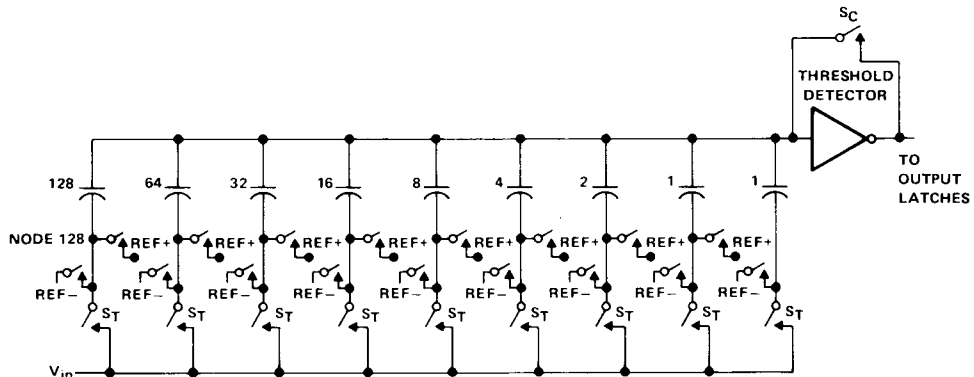 SC
THRESHOLD
DETECTOR
TO
OUTPUT
LATCHES
128 64 32 16 8 4 2 1 1
NODE 128 REF+ REF+ REF+ REF+ REF+ REF+ REF+ REF+
REF− REF− REF− REF− REF− REF− REF− REF− REF−
ST ST ST ST ST ST ST ST ST
Vin